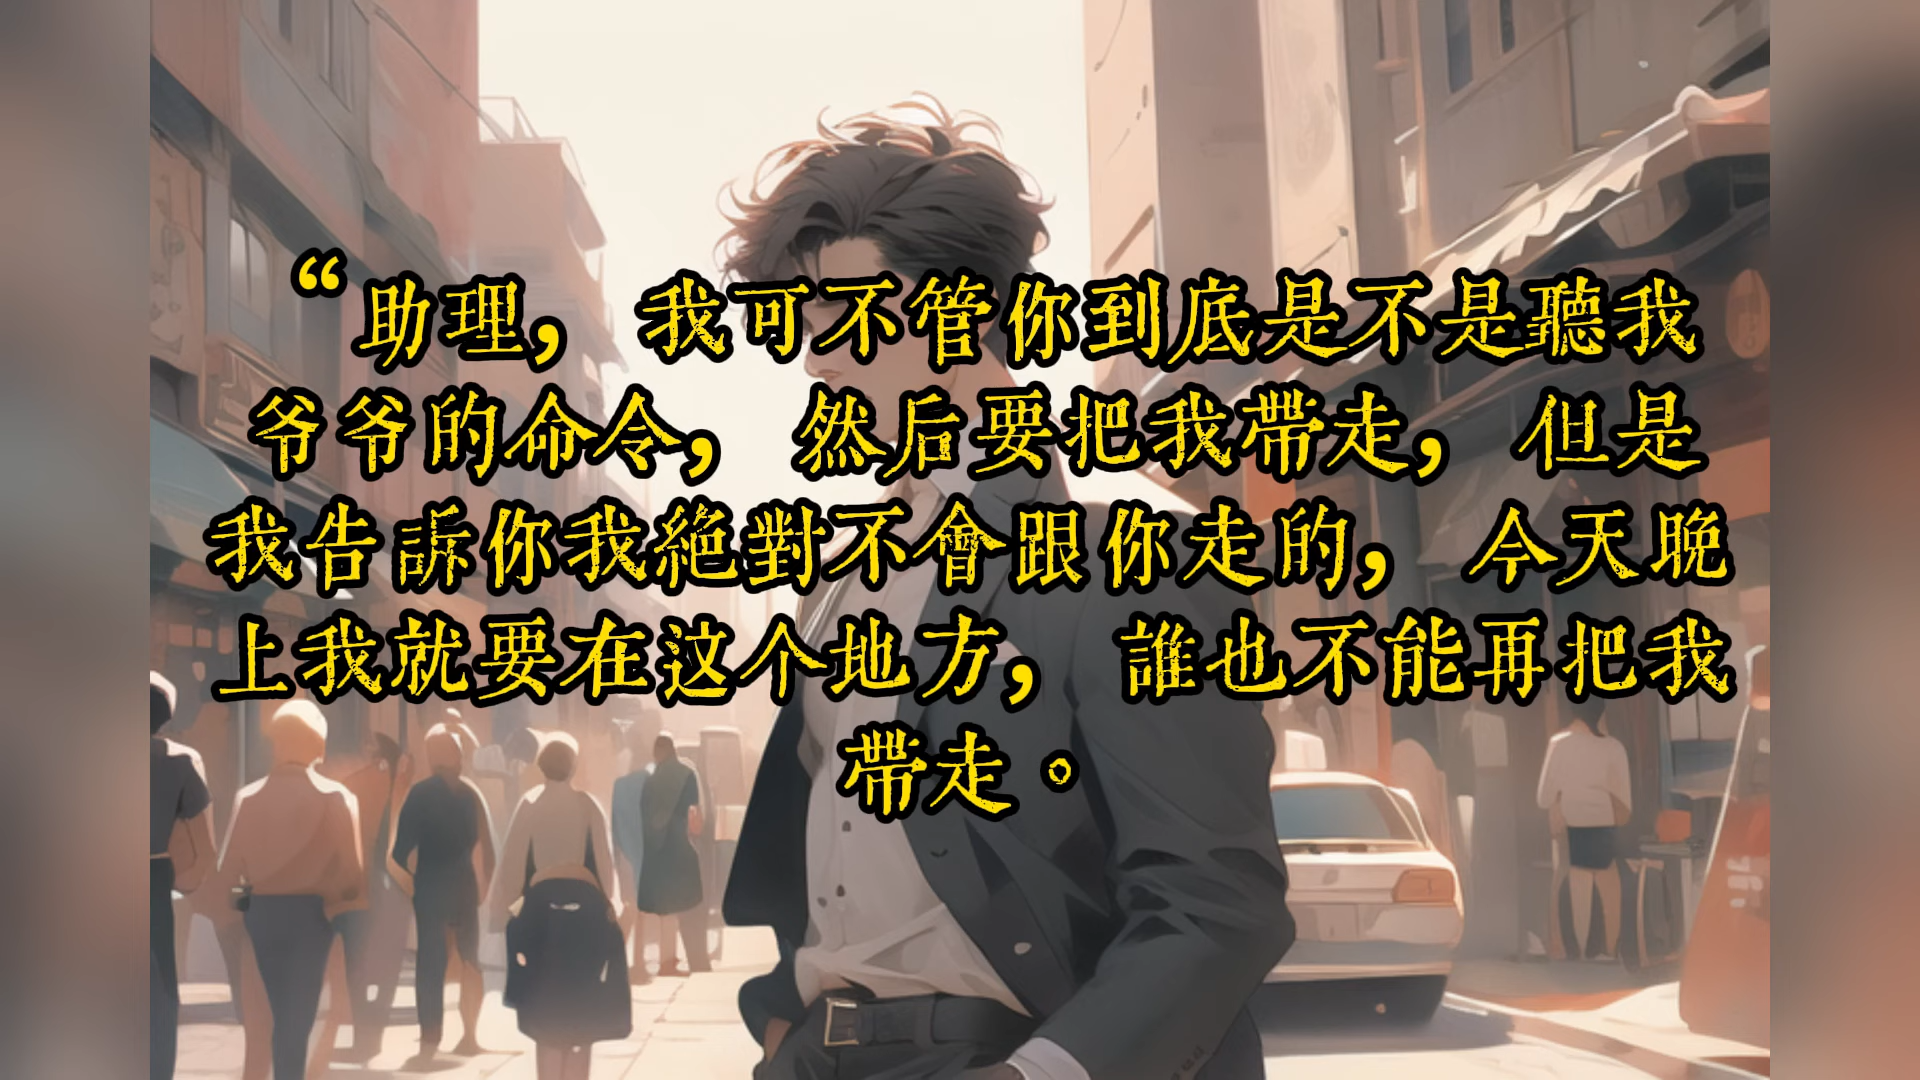 “助理，我可不管你到底是不是聽我
爷爷的命令，然后要把我帶走，但是
我告訴你我絕對不會跟你走的，今天晚
上我就要在这个地方，誰也不能再把我
帶走。